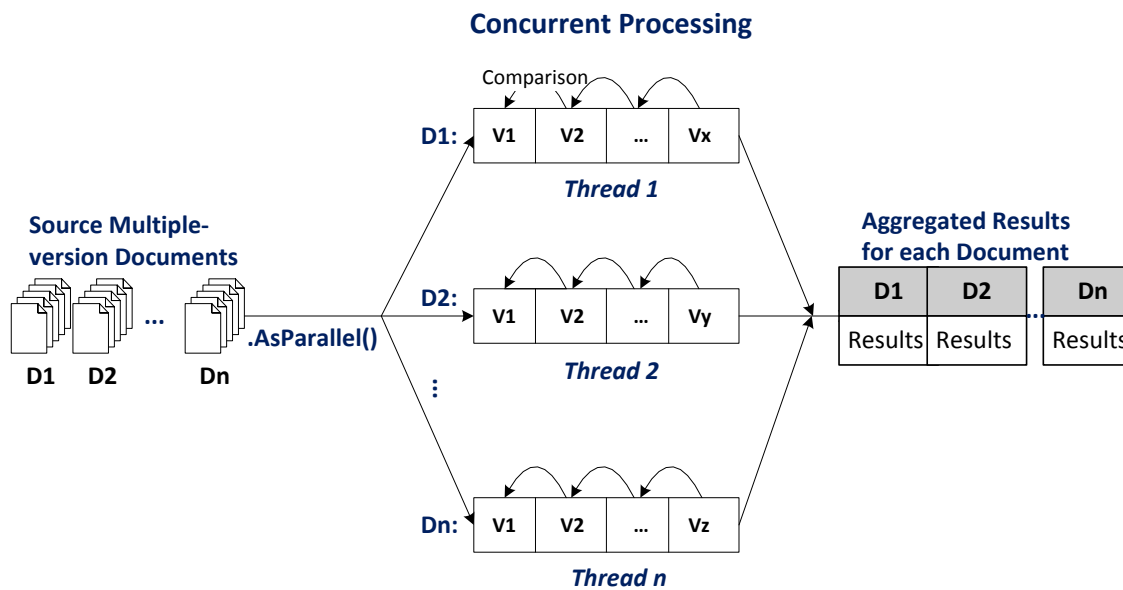 Concurrent Processing
Comparison
D1:
V1 V2 ... Vx
Thread 1
Source Multiple-
version Documents
...
D1 D2 Dn
.AsParallel()
D2:
V1 V2 ... Vy
Thread 2
...
Dn:
V1 V2 ... Vz
Thread n
Aggregated Results
for each Document
D1 D2 ... Dn
Results Results Results